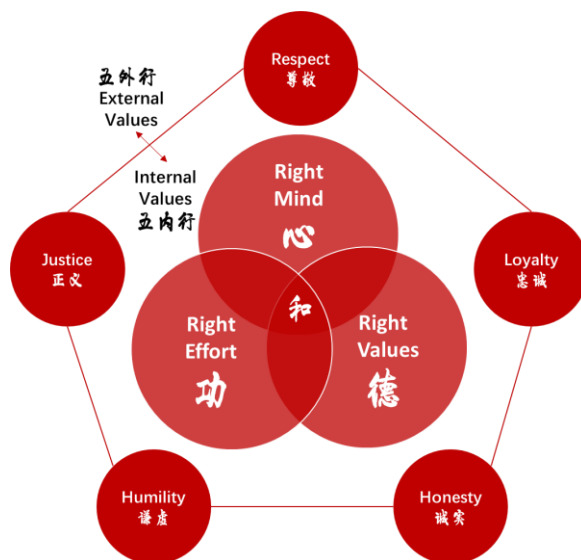 Respect
尊敬
五外行
External
Values
Internal
Values
五内行
Right
Mind
心
Justice
正义
Loyalty
忠诚
和
Right
Effort
功
Right
Values
德
Humility
谦虚
Honesty
诚实